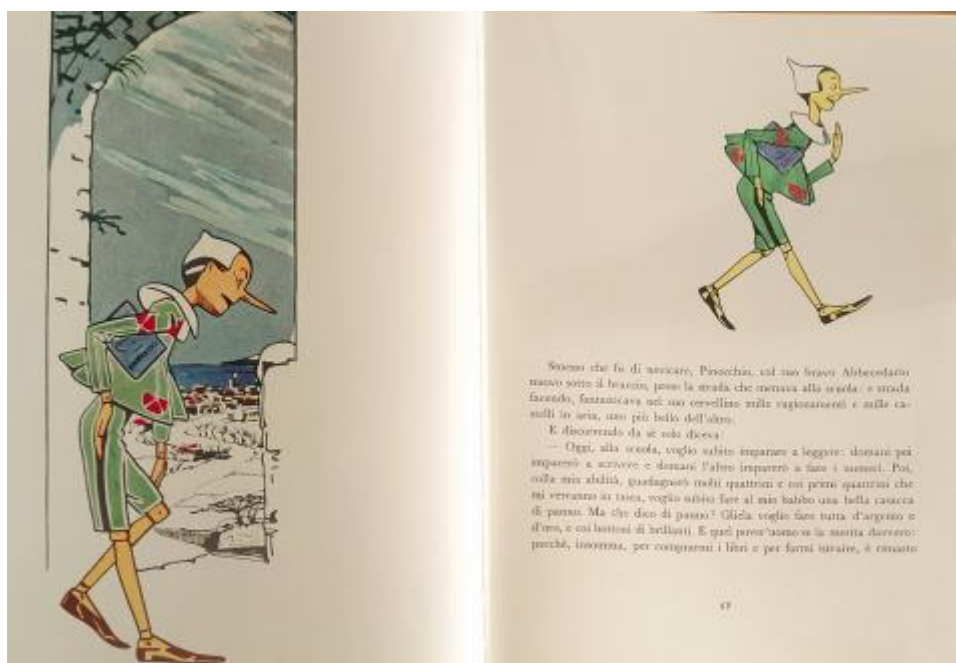 Smesso che fu di nevicare, Pinocchio, col suo bravo Abbecedario
nuovo sotto il braccio, prese la strada che menava alla scuola: e strada
facendo, fantasticava nel suo cervellino mille ragionamenti e mille ca-
stelli in aria, uno più bello dell'altro.
E discorrendo da sè solo diceva:
— Oggi, alla scuola, voglio subito imparare a leggere: domani poi
imparerò a scrivere e domani l'altro imparerò a fare i numeri. Poi,
colla mia abilità, guadagnerò molti quattrini e coi primi quattrini che
mi verranno in tasca, voglio subito fare al mio babbo una bella casacca
di panno. Ma che dico di panno? Gliela voglio fare tutta d'argento e
d'oro, e coi bottoni di brillanti. E quel pover'uomo se la merita davvero:
perchè, insomma, per comprarmi i libri e per farmi istruire, è rimasto